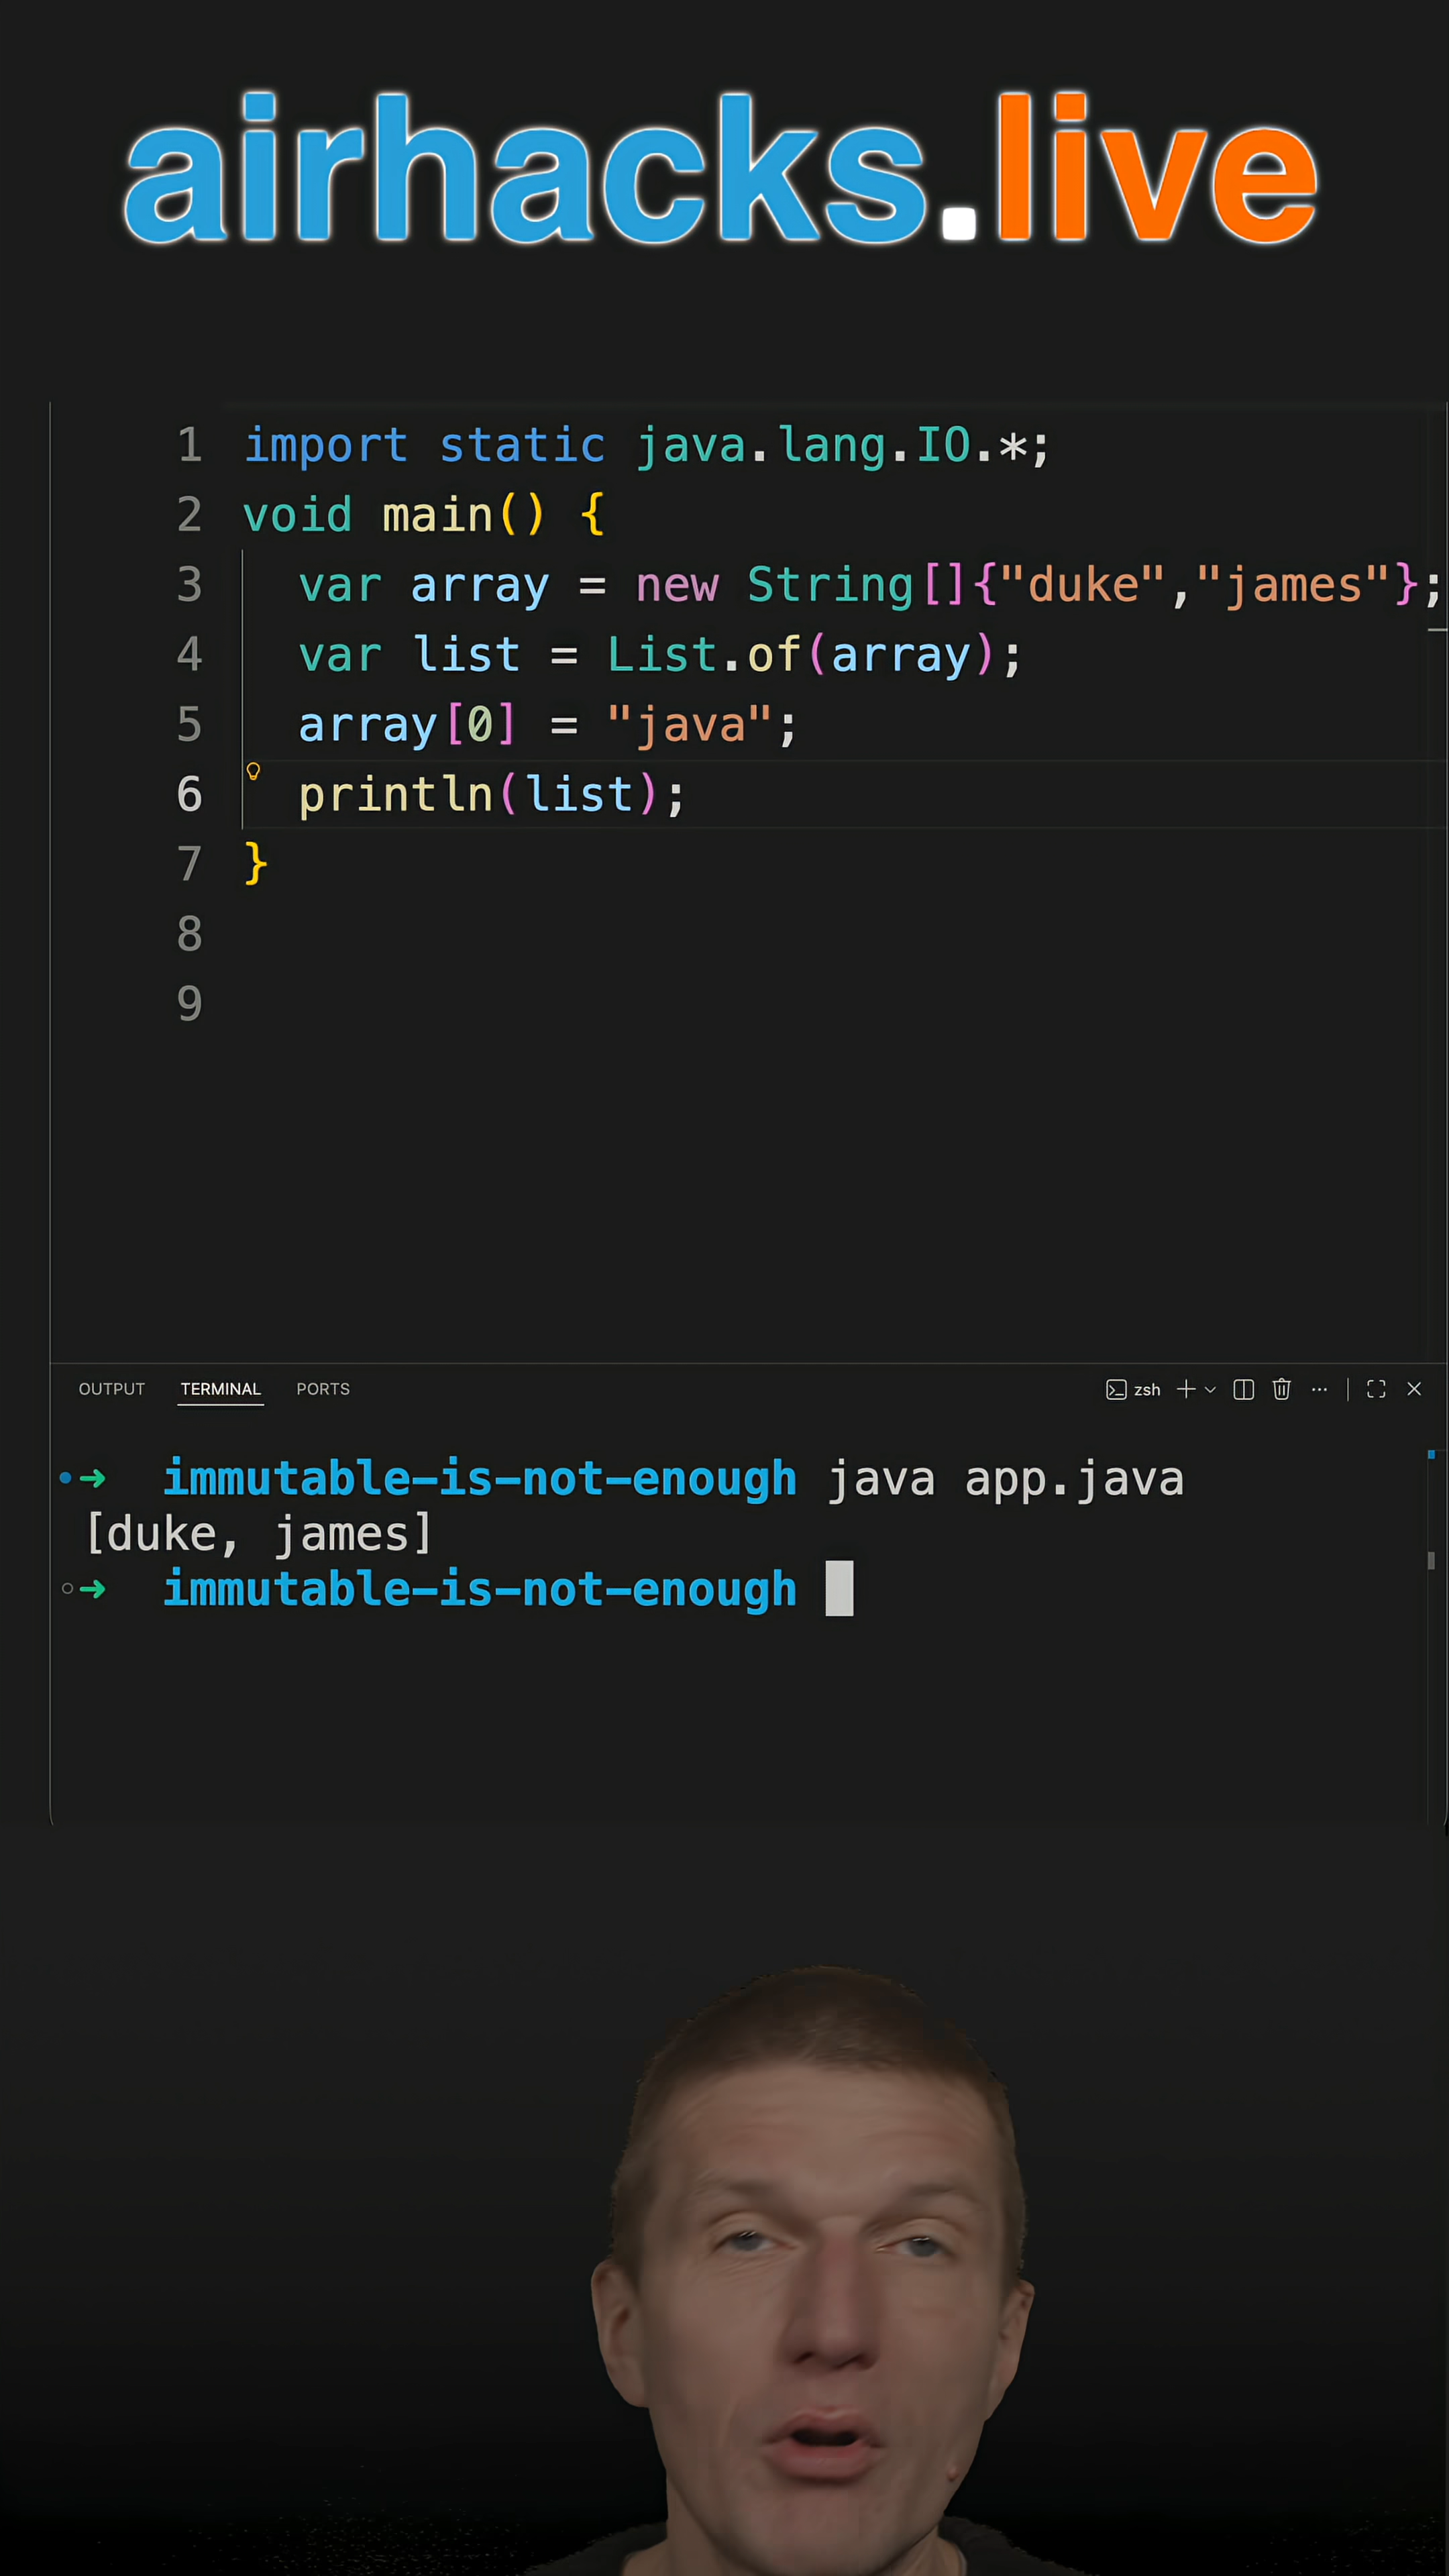 airhacks.live
1 import static java.lang.IO.*;
2 void main() {
3 var array = new String[]{"duke","james"};
4 var list = List.of(array);
5 array[0] = "java";
6 println(list);
7 }
8
9
OUTPUT TERMINAL PORTS zsh
immutable-is-not-enough java app.java
[duke, james]
immutable-is-not-enough